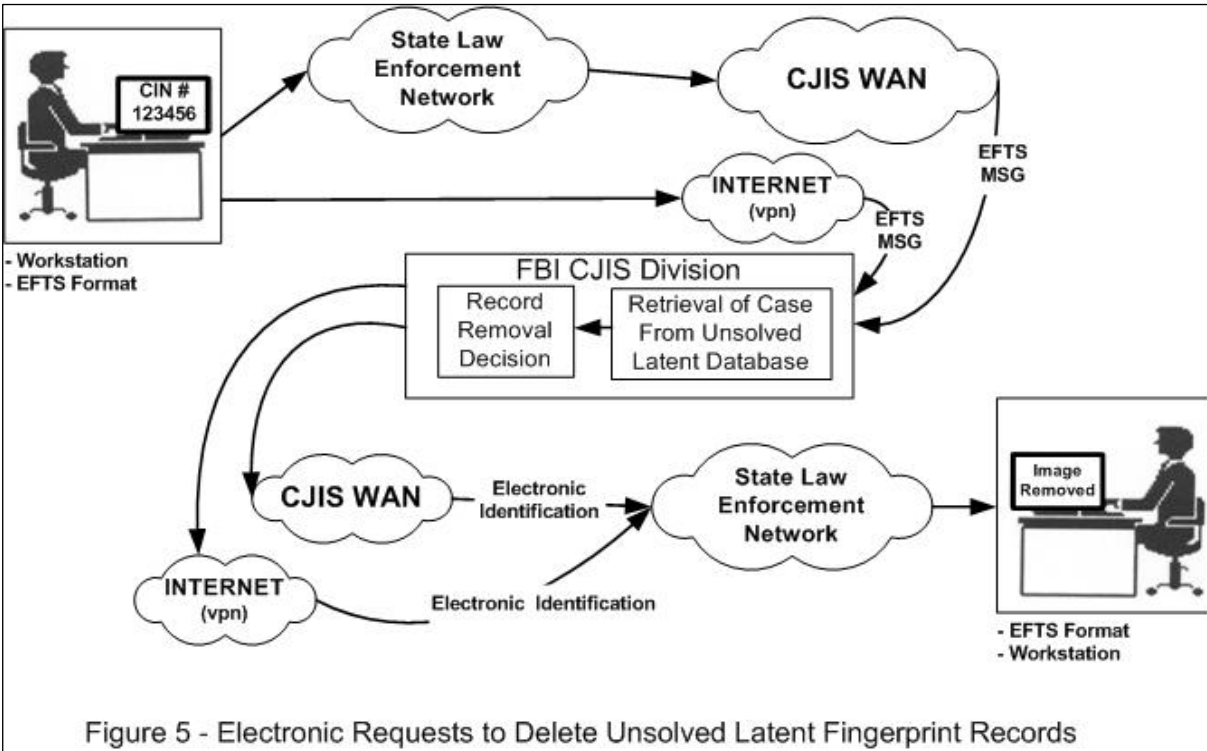 CIN #
123456
- Workstation
- EFTS Format
State Law
Enforcement
Network
CJIS WAN
EFTS
MSG
INTERNET
(vpn)
EFTS
MSG
FBI CJIS Division
Record
Removal
Decision
Retrieval of Case
From Unsolved
Latent Database
CJIS WAN
Electronic
Identification
INTERNET
(vpn)
Electronic Identification
State Law
Enforcement
Network
Image
Removed
- EFTS Format
- Workstation
Figure 5 - Electronic Requests to Delete Unsolved Latent Fingerprint Records